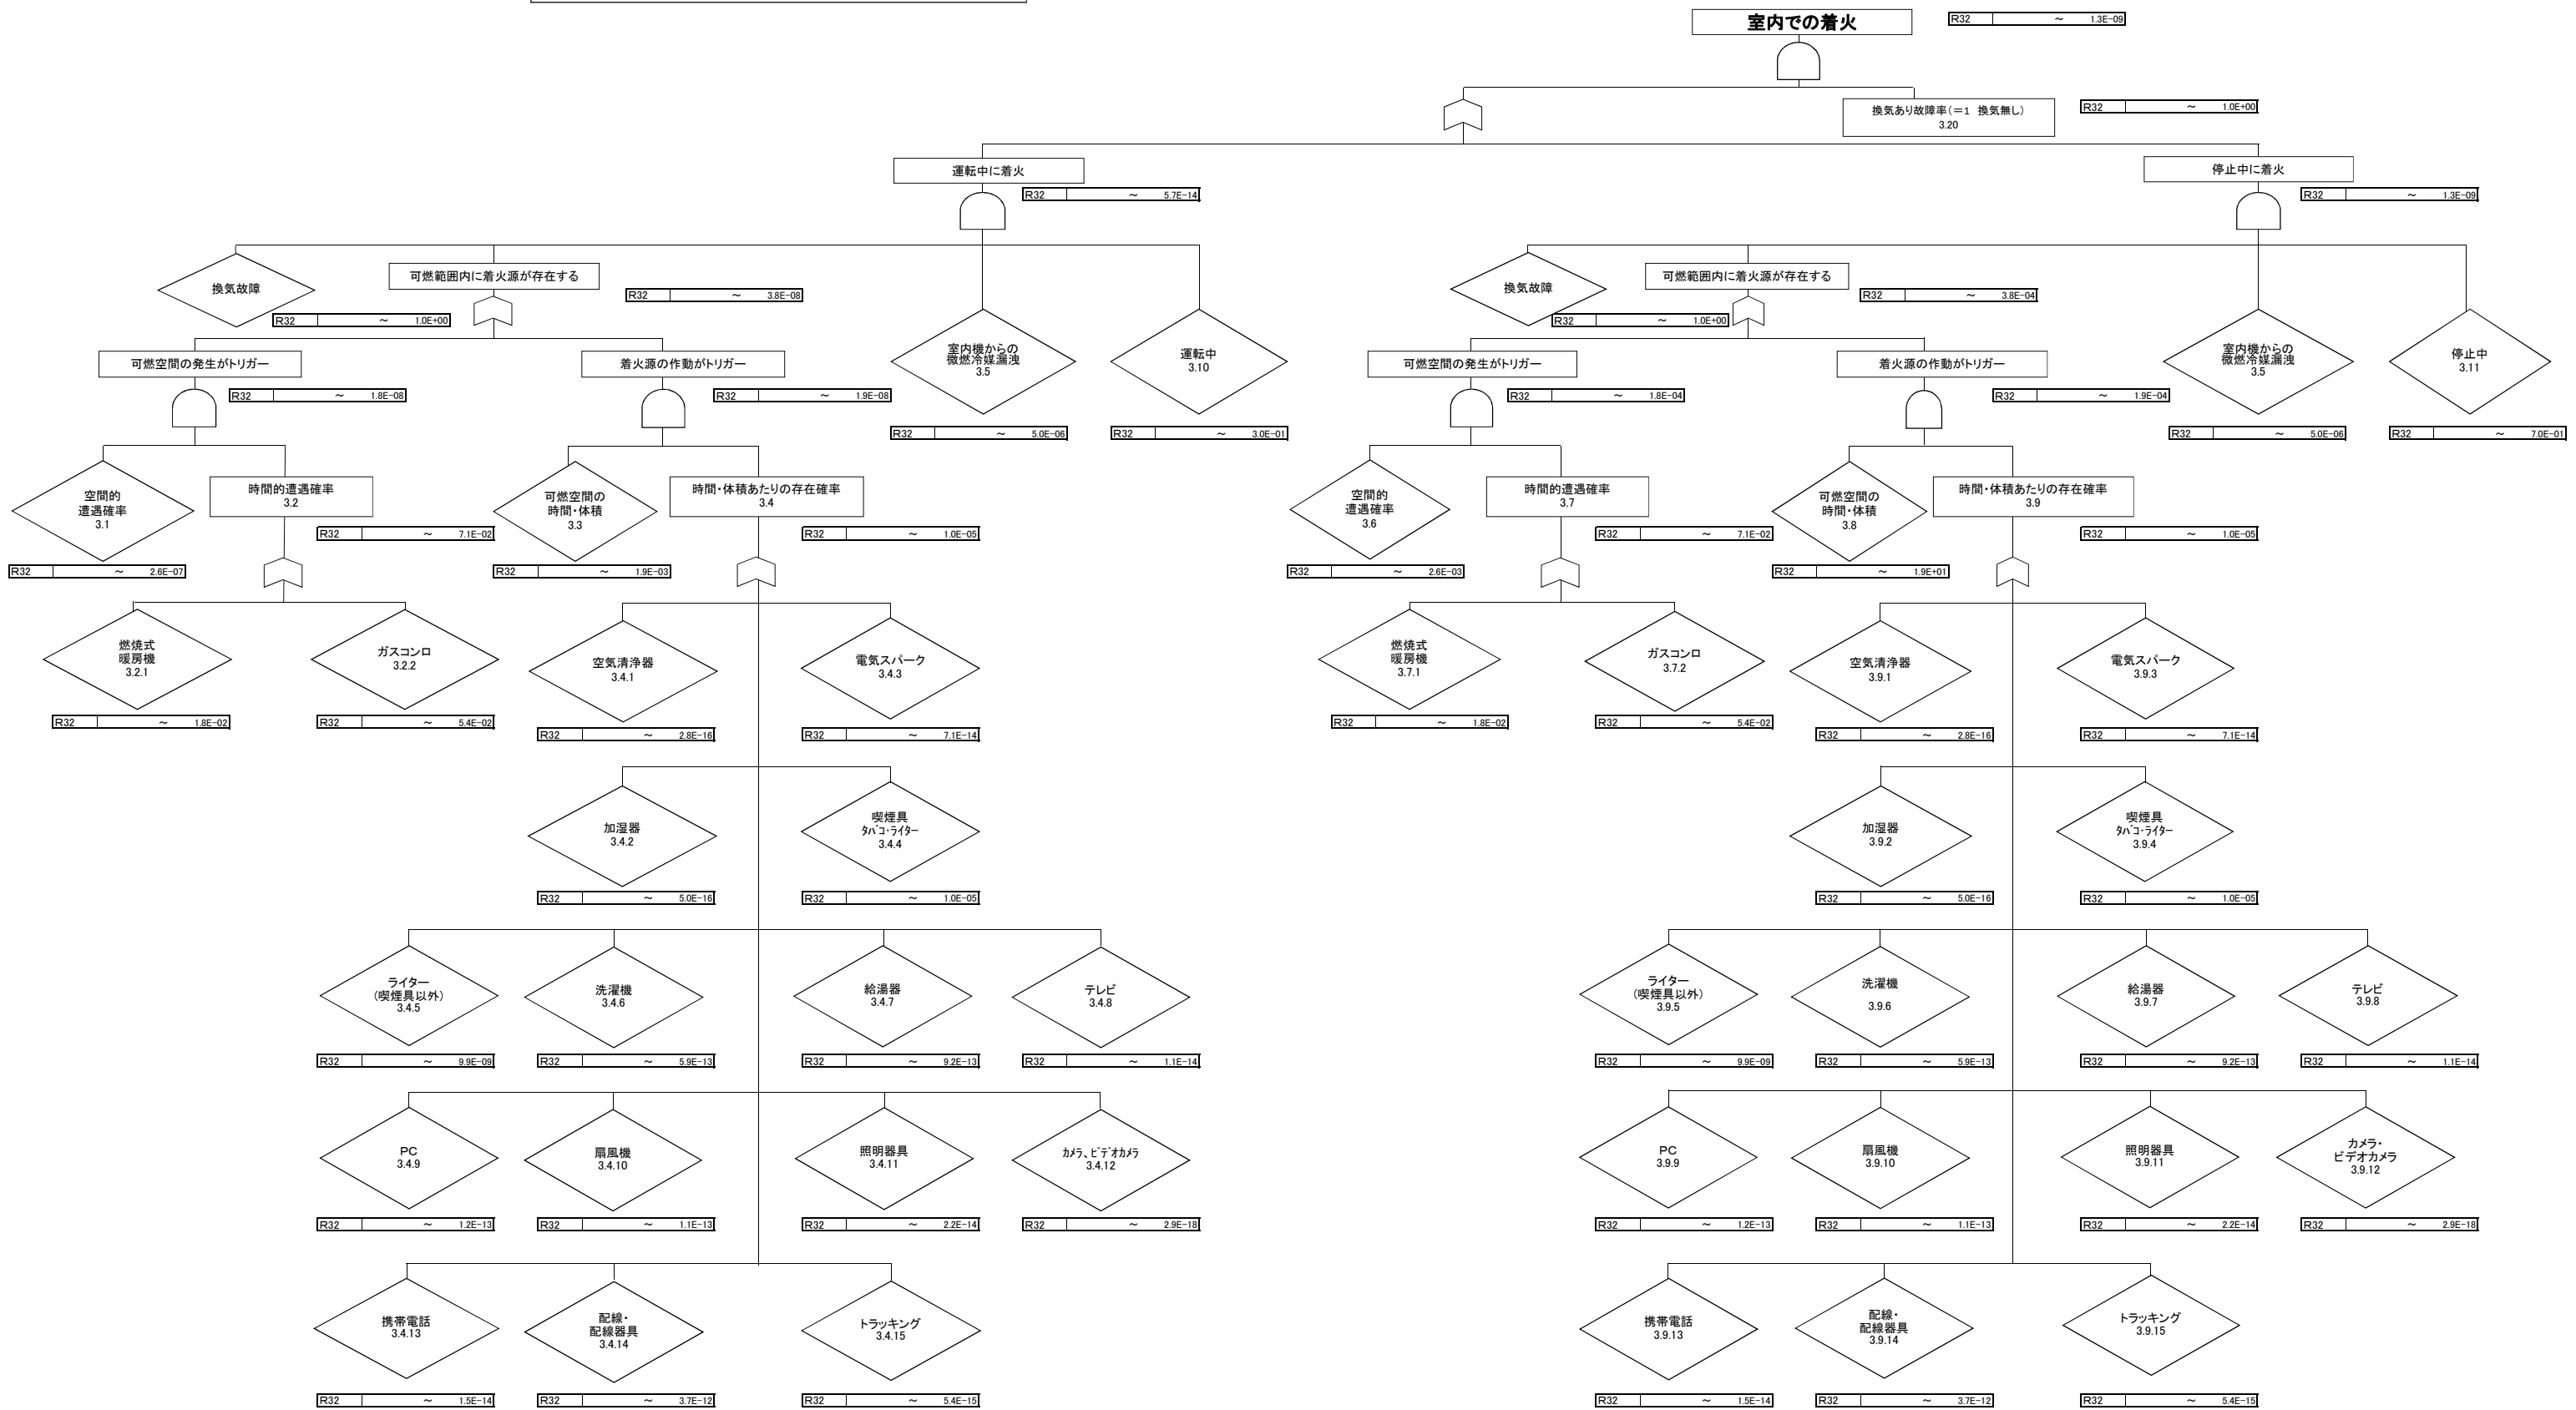 室内での着火
R32 ～ 1.3E-09
換気あり故障率(＝1 換気無し)
3.20
R32 ～ 1.0E+00
運転中に着火
R32 ～ 5.7E-14
停止中に着火
R32 ～ 1.3E-09
換気故障
R32 ～ 1.0E+00
可燃範囲内に着火源が存在する
R32 ～ 3.8E-08
室内機からの
微燃冷媒漏洩
3.5
R32 ～ 5.0E-06
運転中
3.10
R32 ～ 3.0E-01
可燃空間の発生がトリガー
R32 ～ 1.8E-08
着火源の作動がトリガー
R32 ～ 1.9E-08
空間的
遭遇確率
3.1
R32 ～ 2.6E-07
時間的遭遇確率
3.2
R32 ～ 7.1E-02
可燃空間の
時間・体積
3.3
R32 ～ 1.9E-03
時間・体積あたりの存在確率
3.4
R32 ～ 1.0E-05
燃焼式
暖房機
3.2.1
R32 ～ 1.8E-02
ガスコンロ
3.2.2
R32 ～ 5.4E-02
空気清浄器
3.4.1
R32 ～ 2.8E-16
電気スパーク
3.4.3
R32 ～ 7.1E-14
加湿器
3.4.2
R32 ～ 5.0E-16
喫煙具
ﾀﾊﾞｺ・ﾗｲﾀｰ
3.4.4
R32 ～ 1.0E-05
ライター
(喫煙具以外)
3.4.5
R32 ～ 9.9E-09
洗濯機
3.4.6
R32 ～ 5.9E-13
給湯器
3.4.7
R32 ～ 9.2E-13
テレビ
3.4.8
R32 ～ 1.1E-14
PC
3.4.9
R32 ～ 1.2E-13
扇風機
3.4.10
R32 ～ 1.1E-13
照明器具
3.4.11
R32 ～ 2.2E-14
ｶﾒﾗ、ﾋﾞﾃﾞｵｶﾒﾗ
3.4.12
R32 ～ 2.9E-18
携帯電話
3.4.13
R32 ～ 1.5E-14
配線・
配線器具
3.4.14
R32 ～ 3.7E-12
トラッキング
3.4.15
R32 ～ 5.4E-15
換気故障
R32 ～ 1.0E+00
可燃範囲内に着火源が存在する
R32 ～ 3.8E-04
室内機からの
微燃冷媒漏洩
3.5
R32 ～ 5.0E-06
停止中
3.11
R32 ～ 7.0E-01
可燃空間の発生がトリガー
R32 ～ 1.8E-04
着火源の作動がトリガー
R32 ～ 1.9E-04
空間的
遭遇確率
3.6
R32 ～ 2.6E-03
時間的遭遇確率
3.7
R32 ～ 7.1E-02
可燃空間の
時間・体積
3.8
R32 ～ 1.9E+01
時間・体積あたりの存在確率
3.9
R32 ～ 1.0E-05
燃焼式
暖房機
3.7.1
R32 ～ 1.8E-02
ガスコンロ
3.7.2
R32 ～ 5.4E-02
空気清浄器
3.9.1
R32 ～ 2.8E-16
電気スパーク
3.9.3
R32 ～ 7.1E-14
加湿器
3.9.2
R32 ～ 5.0E-16
喫煙具
ﾀﾊﾞｺ・ﾗｲﾀｰ
3.9.4
R32 ～ 1.0E-05
ライター
(喫煙具以外)
3.9.5
R32 ～ 9.9E-09
洗濯機
3.9.6
R32 ～ 5.9E-13
給湯器
3.9.7
R32 ～ 9.2E-13
テレビ
3.9.8
R32 ～ 1.1E-14
PC
3.9.9
R32 ～ 1.2E-13
扇風機
3.9.10
R32 ～ 1.1E-13
照明器具
3.9.11
R32 ～ 2.2E-14
カメラ・
ビデオカメラ
3.9.12
R32 ～ 2.9E-18
携帯電話
3.9.13
R32 ～ 1.5E-14
配線・
配線器具
3.9.14
R32 ～ 3.7E-12
トラッキング
3.9.15
R32 ～ 5.4E-15